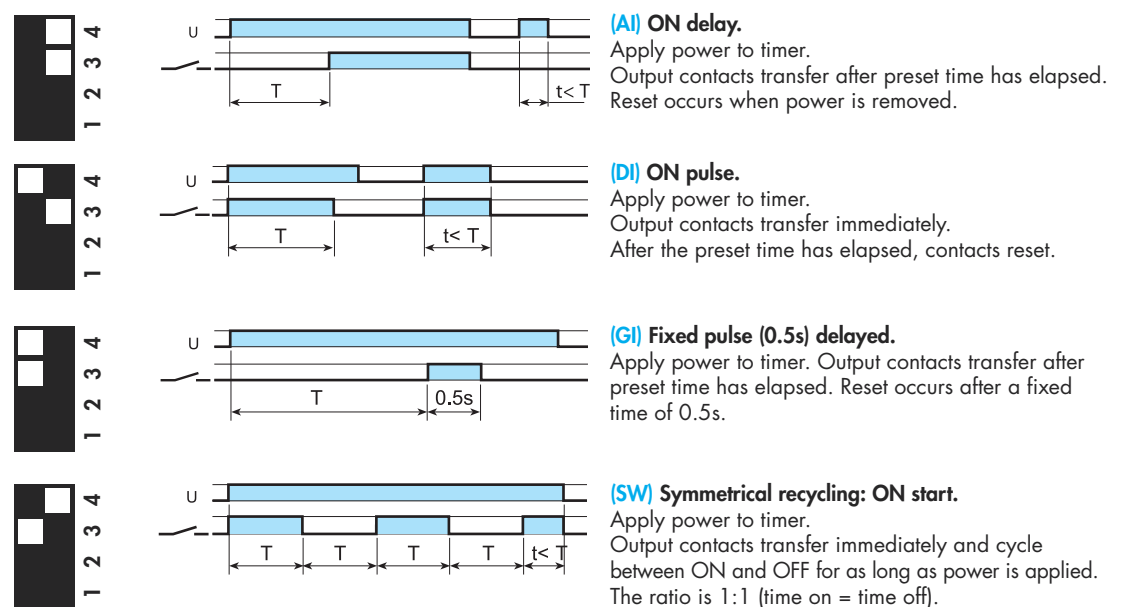 4
3
2
1
U
T
t< T
(AI) ON delay.
Apply power to timer.
Output contacts transfer after preset time has elapsed.
Reset occurs when power is removed.
4
3
2
1
U
T
t< T
(DI) ON pulse.
Apply power to timer.
Output contacts transfer immediately.
After the preset time has elapsed, contacts reset.
4
3
2
1
U
T
0.5s
(GI) Fixed pulse (0.5s) delayed.
Apply power to timer. Output contacts transfer after
preset time has elapsed. Reset occurs after a fixed
time of 0.5s.
4
3
2
1
U
T T T T t< T
(SW) Symmetrical recycling: ON start.
Apply power to timer.
Output contacts transfer immediately and cycle
between ON and OFF for as long as power is applied.
The ratio is 1:1 (time on = time off).